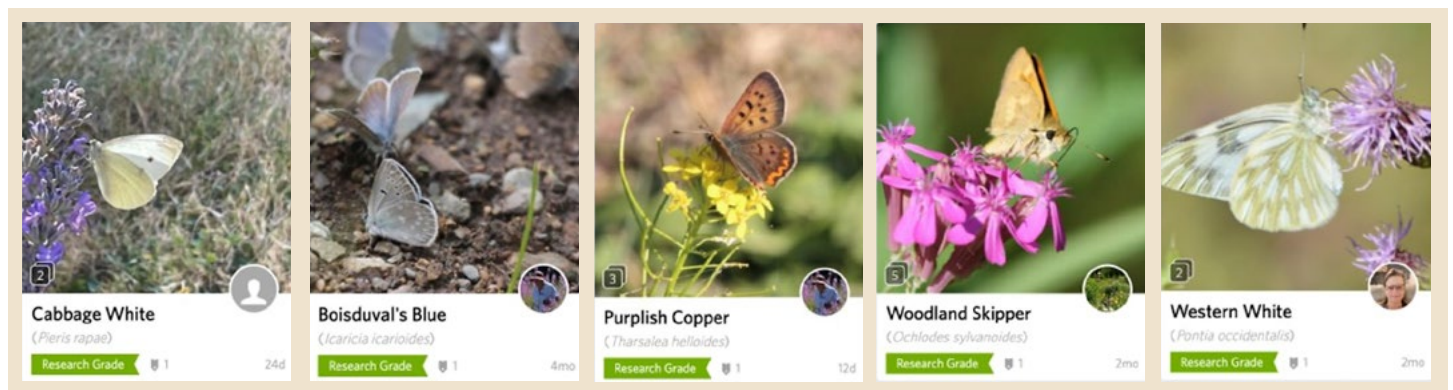 2
Cabbage White
(Pieris rapae)
Research Grade 1 24d
Boisduval's Blue
(Icaricia icarioides)
Research Grade 1 4mo
3
Purplish Copper
(Tharsalea helloides)
Research Grade 1 12d
5
Woodland Skipper
(Ochlodes sylvanoides)
Research Grade 1 2mo
2
Western White
(Pontia occidentalis)
Research Grade 1 2mo